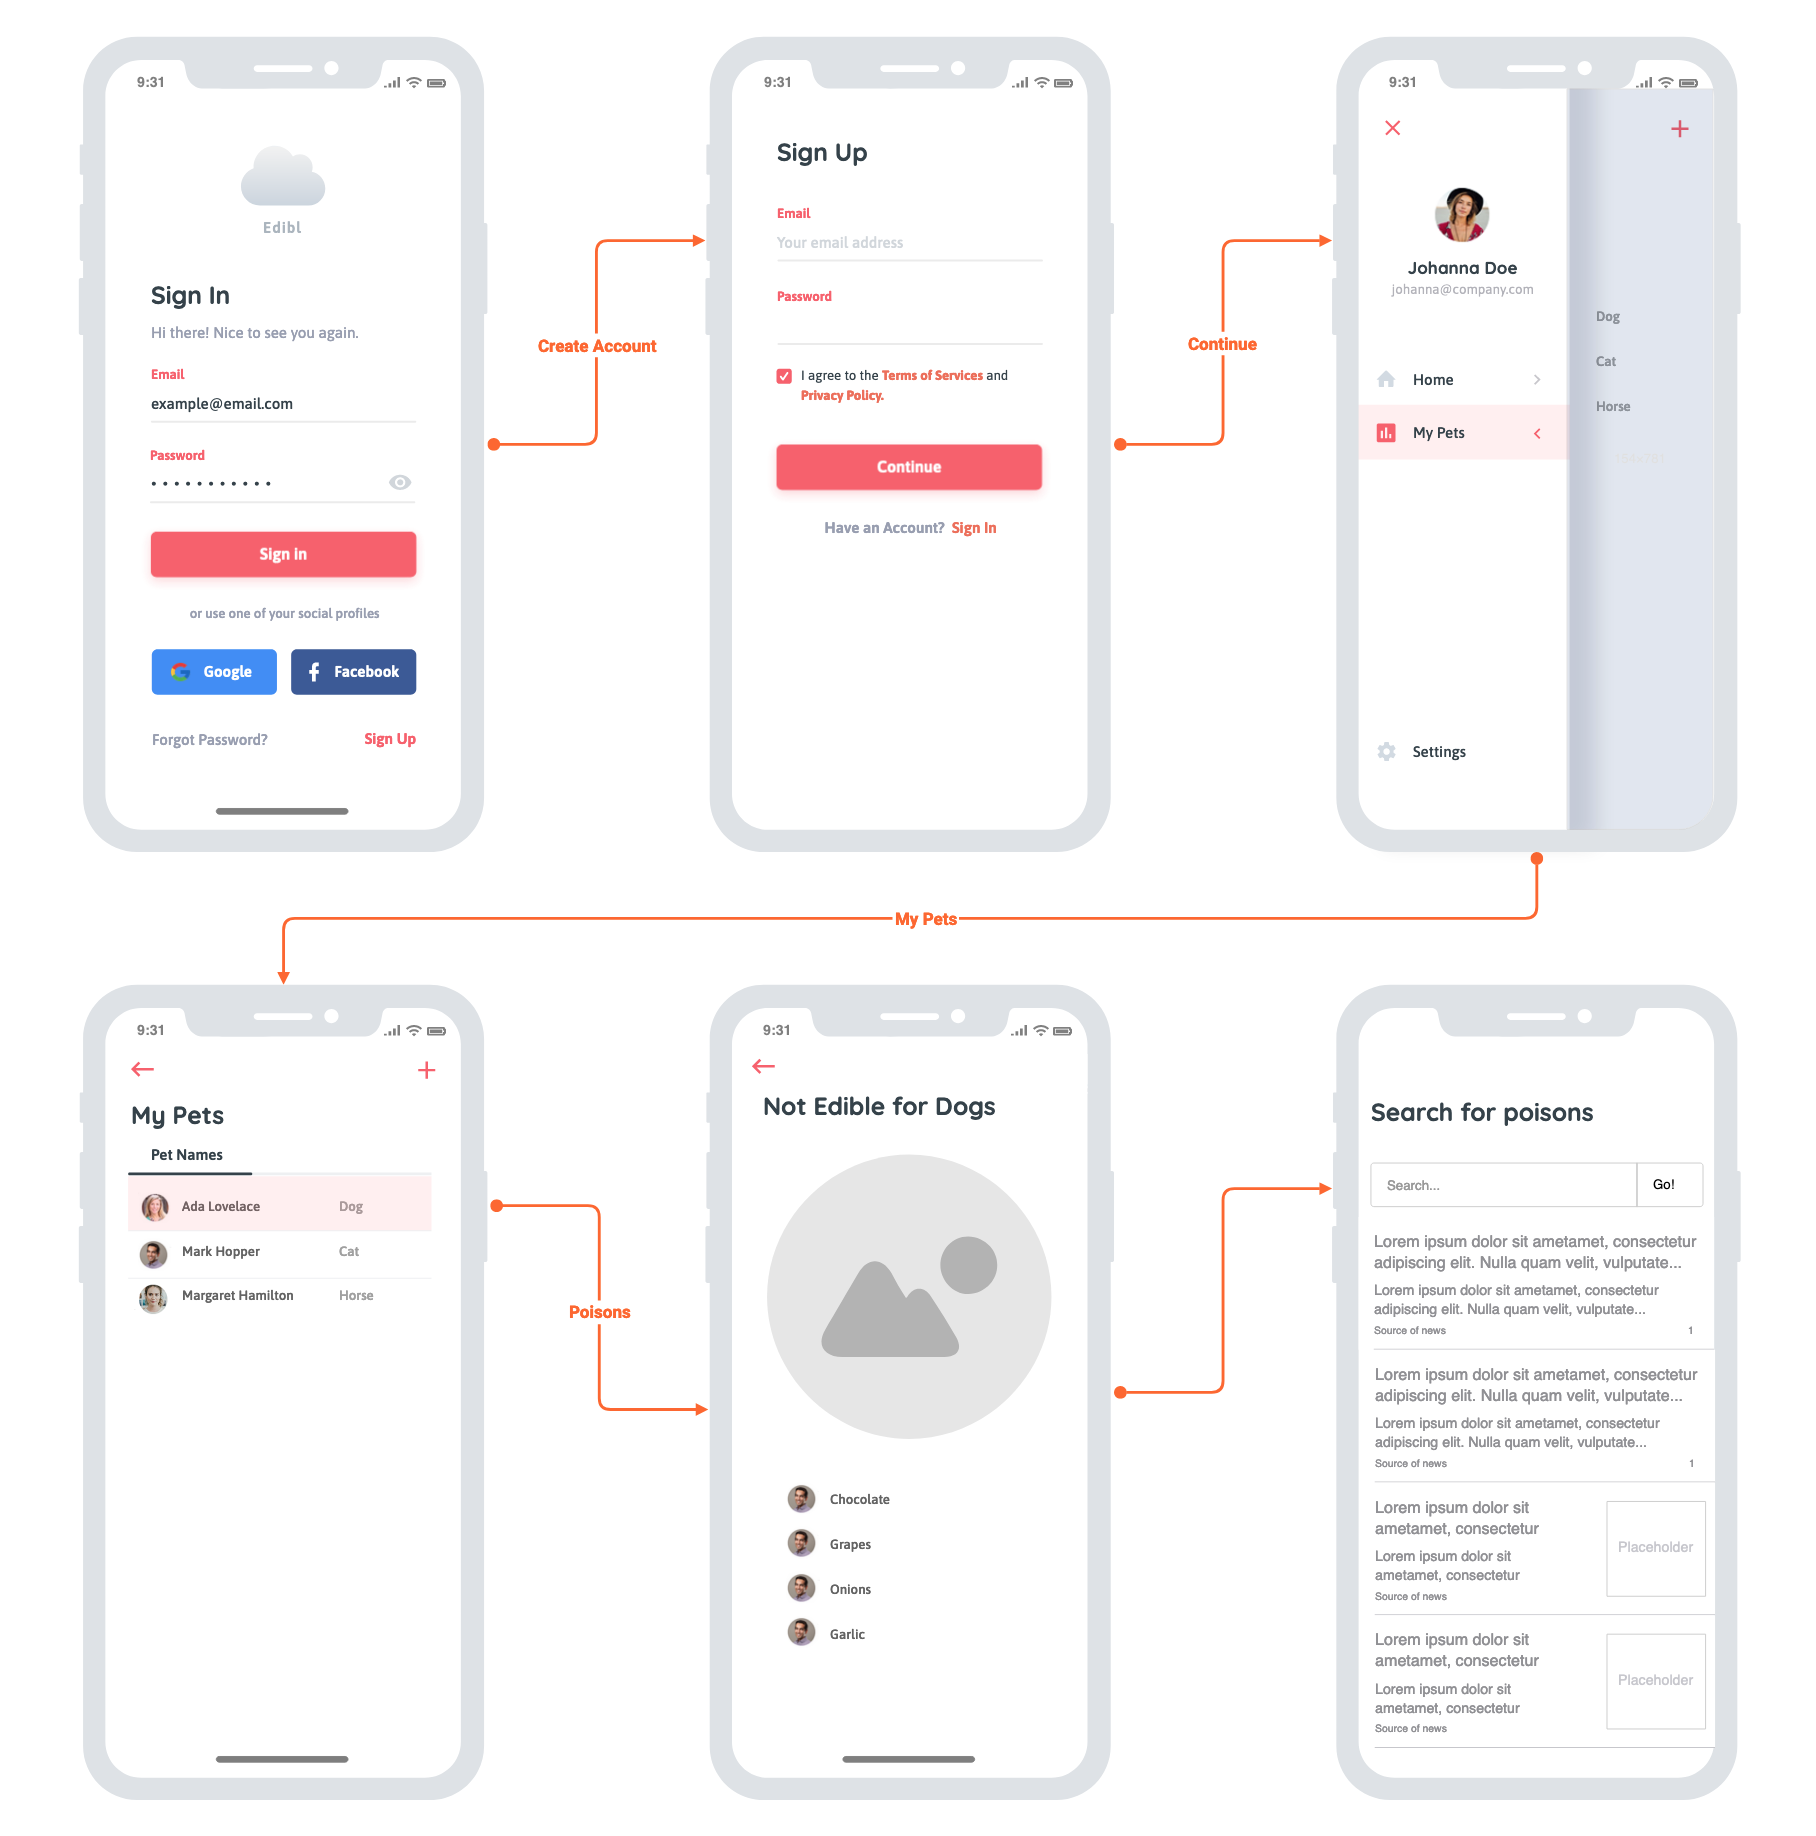 9:31
Edibl
Sign In
Hi there! Nice to see you again.
Email
example@email.com
Password
Sign in
or use one of your social profiles
Google
Facebook
Forgot Password?
Sign Up
Create Account
9:31
Sign Up
Email
Your email address
Password
I agree to the Terms of Services and
Privacy Policy.
Continue
Have an Account? Sign In
Continue
9:31
Johanna Doe
johanna@company.com
Home
My Pets
Settings
Dog
Cat
Horse
164x781
My Pets
9:31
My Pets
Pet Names
Ada Lovelace Dog
Mark Hopper Cat
Margaret Hamilton Horse
Poisons
9:31
Not Edible for Dogs
Chocolate
Grapes
Onions
Garlic
Search for poisons
Search... Go!
Lorem ipsum dolor sit ametamet, consectetur
adipiscing elit. Nulla quam velit, vulputate...
Lorem ipsum dolor sit ametamet, consectetur
adipiscing elit. Nulla quam velit, vulputate...
Source of news 1
Lorem ipsum dolor sit ametamet, consectetur
adipiscing elit. Nulla quam velit, vulputate...
Lorem ipsum dolor sit ametamet, consectetur
adipiscing elit. Nulla quam velit, vulputate...
Source of news 1
Lorem ipsum dolor sit
ametamet, consectetur
Lorem ipsum dolor sit
ametamet, consectetur
Source of news
Placeholder
Lorem ipsum dolor sit
ametamet, consectetur
Lorem ipsum dolor sit
ametamet, consectetur
Source of news
Placeholder